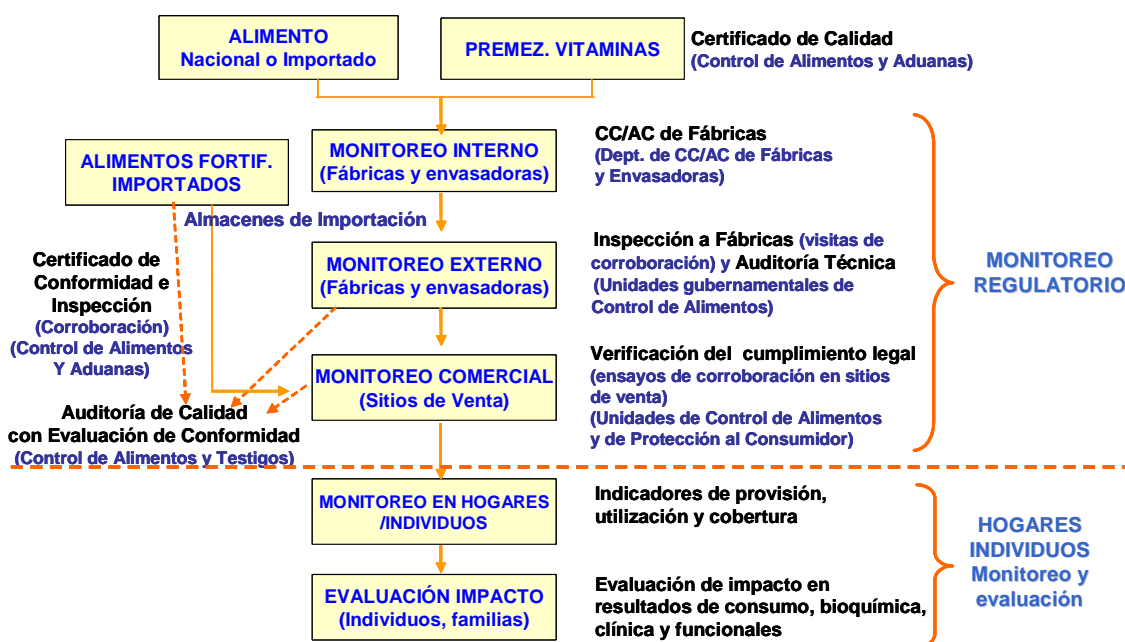 ALIMENTO
Nacional o Importado
PREMEZ. VITAMINAS
Certificado de Calidad
(Control de Alimentos y Aduanas)
ALIMENTOS FORTIF.
IMPORTADOS
MONITOREO INTERNO
(Fábricas y envasadoras)
CC/AC de Fábricas
(Dept. de CC/AC de Fábricas
y Envasadoras)
Almacenes de Importación
Certificado de
Conformidad e
Inspección
(Corroboración)
(Control de Alimentos
Y Aduanas)
MONITOREO EXTERNO
(Fábricas y envasadoras)
Inspección a Fábricas (visitas de
corroboración) y Auditoría Técnica
(Unidades gubernamentales de
Control de Alimentos)
MONITOREO
REGULATORIO
MONITOREO COMERCIAL
(Sitios de Venta)
Verificación del cumplimiento legal
(ensayos de corroboración en sitios
de venta)
(Unidades de Control de Alimentos
y de Protección al Consumidor)
Auditoría de Calidad
con Evaluación de Conformidad
(Control de Alimentos y Testigos)
MONITOREO EN HOGARES
/INDIVIDUOS
Indicadores de provisión,
utilización y cobertura
HOGARES
INDIVIDUOS
Monitoreo y
evaluación
EVALUACIÓN IMPACTO
(Individuos, familias)
Evaluación de impacto en
resultados de consumo, bioquímica,
clínica y funcionales